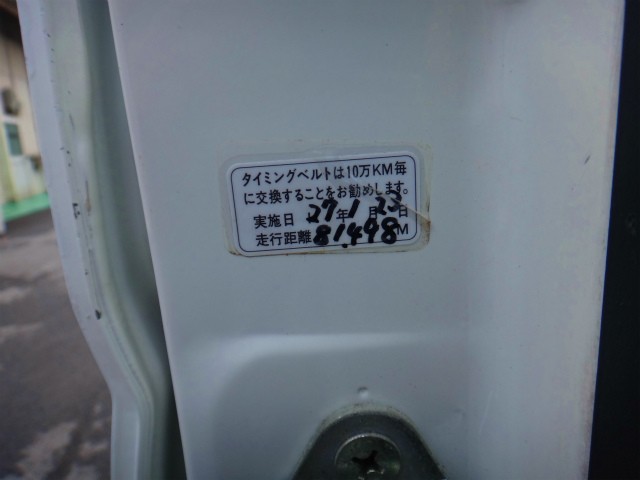 タイミングベルトは10万KM毎
に交換することをお勧めします。
実施日 27年1月23日
走行距離 81,498KM